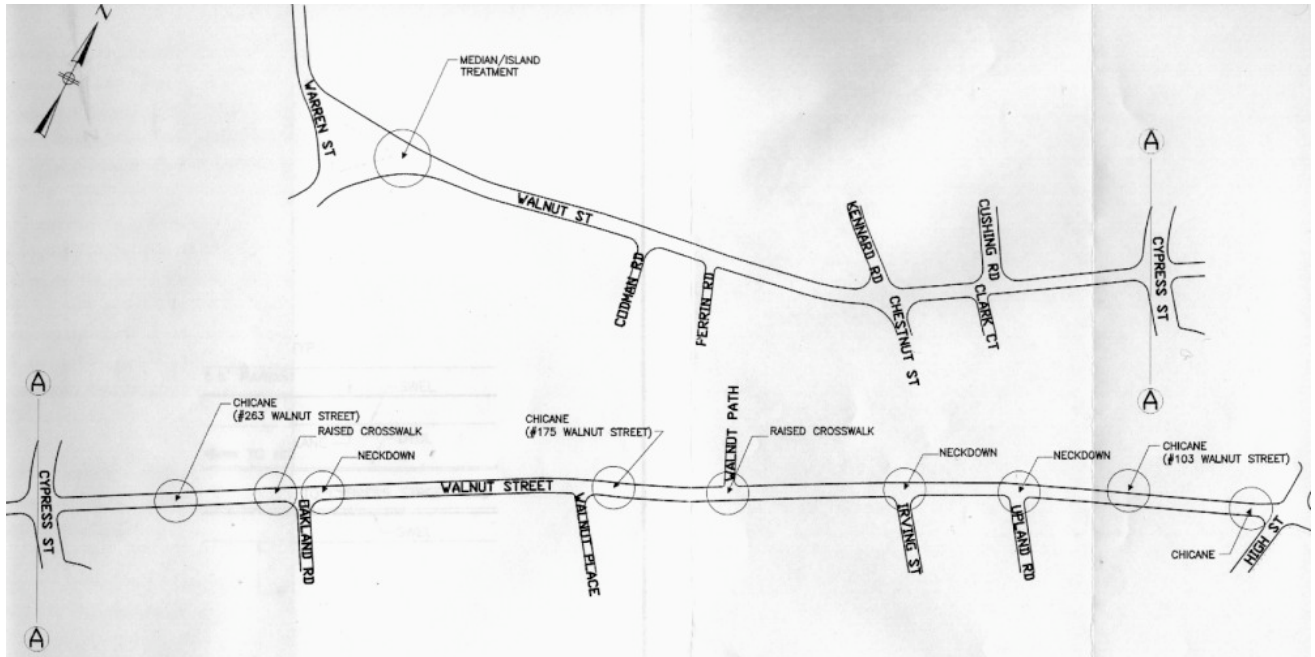 Z
MEDIAN/ISLAND
TREATMENT
WARREN ST
WALNUT ST
CODMAN RD
PERRIN RD
KENNARD RD
CHESTNUT ST
CUSHING RD
CLARK CT
A
CYPRESS ST
A
A
CYPRESS ST
A
CHICANE
(#263 WALNUT STREET)
RAISED CROSSWALK
NECKDOWN
OAKLAND RD
WALNUT STREET
CHICANE
(#175 WALNUT STREET)
WALNUT PLACE
WALNUT PATH
RAISED CROSSWALK
NECKDOWN
IRVING ST
NECKDOWN
UPLAND RD
CHICANE
(#103 WALNUT STREET)
CHICANE
HIGH ST